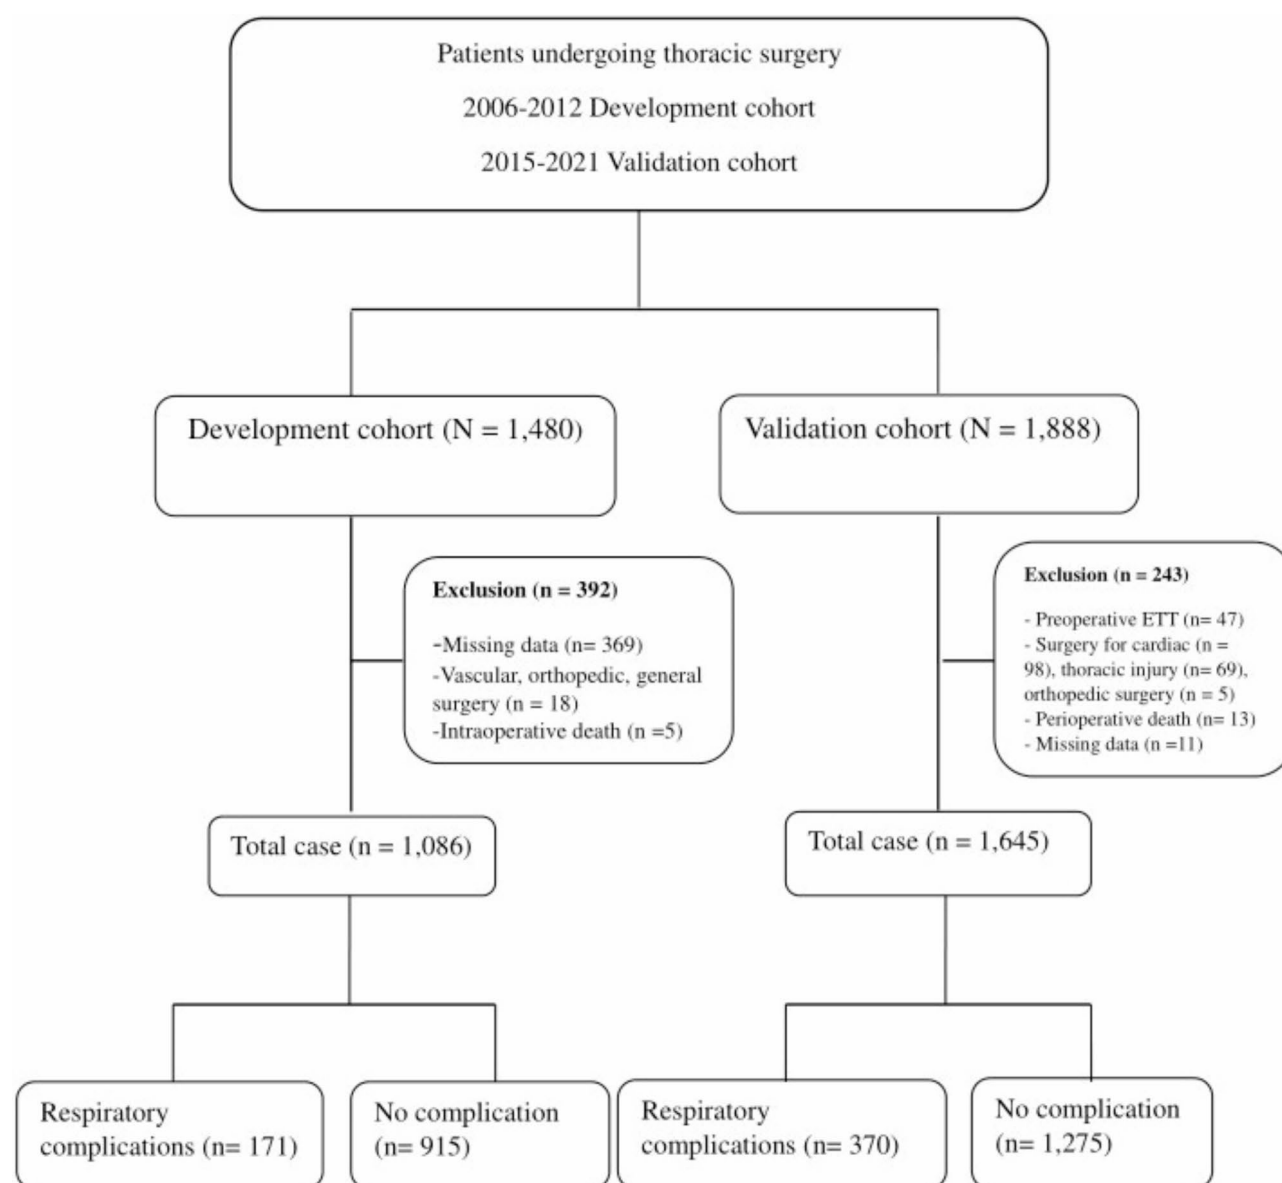 Patients undergoing thoracic surgery
2006-2012 Development cohort
2015-2021 Validation cohort
Development cohort (N = 1,480)
Validation cohort (N = 1,888)
Exclusion (n = 392)
-Missing data (n= 369)
-Vascular, orthopedic, general
surgery (n = 18)
-Intraoperative death (n =5)
Exclusion (n = 243)
- Preoperative ETT (n= 47)
- Surgery for cardiac (n =
98), thoracic injury (n= 69),
orthopedic surgery (n = 5)
- Perioperative death (n= 13)
- Missing data (n =11)
Total case (n = 1,086)
Total case (n = 1,645)
Respiratory
complications (n= 171)
No complication
(n= 915)
Respiratory
complications (n= 370)
No complication
(n= 1,275)